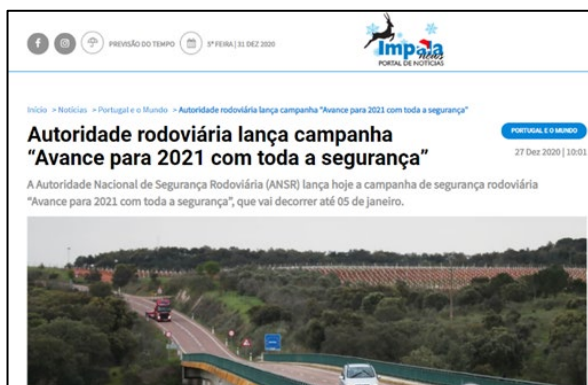 PREVISÃO DO TEMPO
5ª FEIRA | 31 DEZ 2020
Impala
news
PORTAL DE NOTÍCIAS
Início > Notícias > Portugal e o Mundo > Autoridade rodoviária lança campanha "Avance para 2021 com toda a segurança"
Autoridade rodoviária lança campanha
“Avance para 2021 com toda a segurança”
PORTUGAL E O MUNDO
27 Dez 2020 | 10:01
A Autoridade Nacional de Segurança Rodoviária (ANSR) lança hoje a campanha de segurança rodoviária
“Avance para 2021 com toda a segurança”, que vai decorrer até 05 de janeiro.